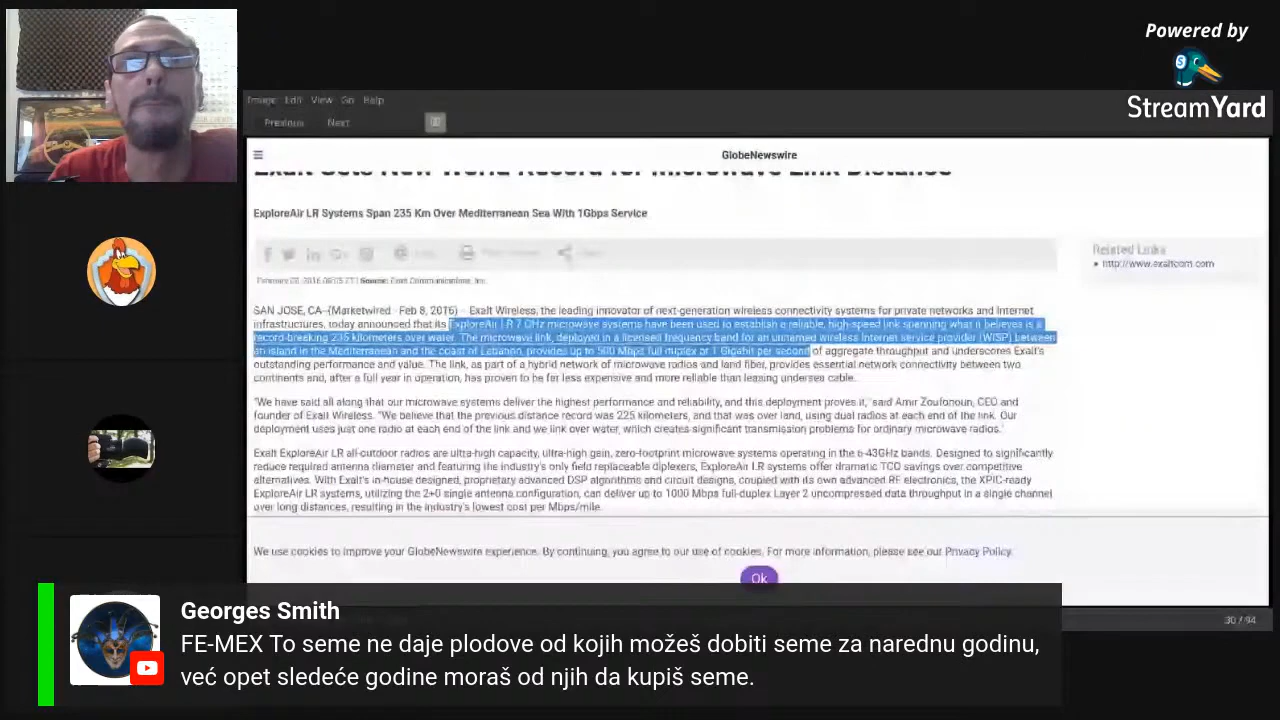 Powered by
StreamYard
Image Edit View Go Help
Previous Next
GlobeNewswire
Exalt Sets New World Record for Microwave Link Distance
ExploreAir LR Systems Span 235 Km Over Mediterranean Sea With 1Gbps Service
Related Links
http://www.exaltcom.com
February 08, 2016 Source: Exalt Communications, Inc.
SAN JOSE, CA--(Marketwired - Feb 8, 2016) - Exalt Wireless, the leading innovator of next-generation wireless connectivity systems for private networks and Internet
infrastructures, today announced that its ExploreAir LR 7 GHz microwave systems have been used to establish a reliable, high-speed link spanning what it believes is a
record-breaking 235 kilometers over water. The microwave link, deployed in a licensed frequency band for an unnamed wireless Internet service provider (WISP) between
an island in the Mediterranean and the coast of Lebanon, provides up to 500 Mbps full duplex or 1 Gigabit per second of aggregate throughput and underscores Exalt's
outstanding performance and value. The link, as part of a hybrid network of microwave radios and land fiber, provides essential network connectivity between two
continents and, after a full year in operation, has proven to be far less expensive and more reliable than leasing undersea cable.
"We have said all along that our microwave systems deliver the highest performance and reliability, and this deployment proves it," said Amir Zoufonoun, CEO and
founder of Exalt Wireless. "We believe that the previous distance record was 225 kilometers, and that was over land, using dual radios at each end of the link. Our
deployment uses just one radio at each end of the link and we link over water, which creates significant transmission problems for ordinary microwave radios."
Exalt ExploreAir LR all-outdoor radios are ultra-high capacity, ultra-high gain, zero-footprint microwave systems operating in the 6-43GHz bands. Designed to significantly
reduce required antenna diameter and featuring the industry's only field replaceable diplexers, ExploreAir LR systems offer dramatic TCO savings over competitive
alternatives. With Exalt's in-house designed, proprietary advanced DSP algorithms and circuit designs, coupled with its own advanced RF electronics, the XPIC-ready
ExploreAir LR systems, utilizing the 2+0 single antenna configuration, can deliver up to 1000 Mbps full-duplex Layer 2 uncompressed data throughput in a single channel
over long distances, resulting in the industry's lowest cost per Mbps/mile.
We use cookies to improve your GlobeNewswire experience. By continuing, you agree to our use of cookies. For more information, please see our Privacy Policy.
Ok
30 / 94
Georges Smith
FE-MEX To seme ne daje plodove od kojih možeš dobiti seme za narednu godinu,
već opet sledeće godine moraš od njih da kupiš seme.